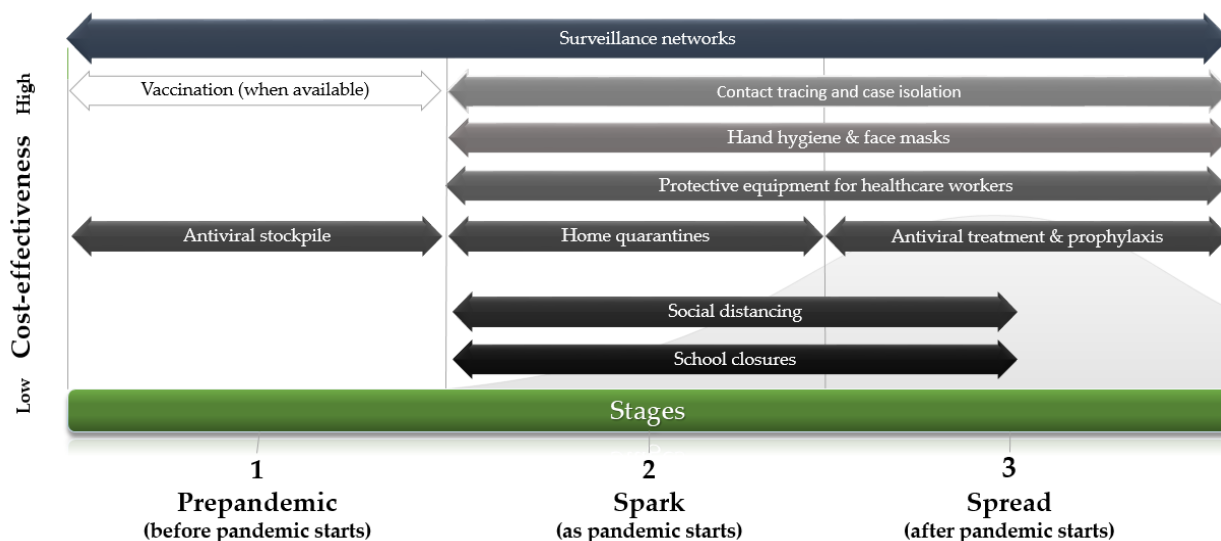 Surveillance networks
High
Vaccination (when available)
Contact tracing and case isolation
Hand hygiene & face masks
Cost-effectiveness
Protective equipment for healthcare workers
Antiviral stockpile
Home quarantines
Antiviral treatment & prophylaxis
Social distancing
School closures
Low
Stages
1
2
3
Prepandemic
Spark
Spread
(before pandemic starts)
(as pandemic starts)
(after pandemic starts)